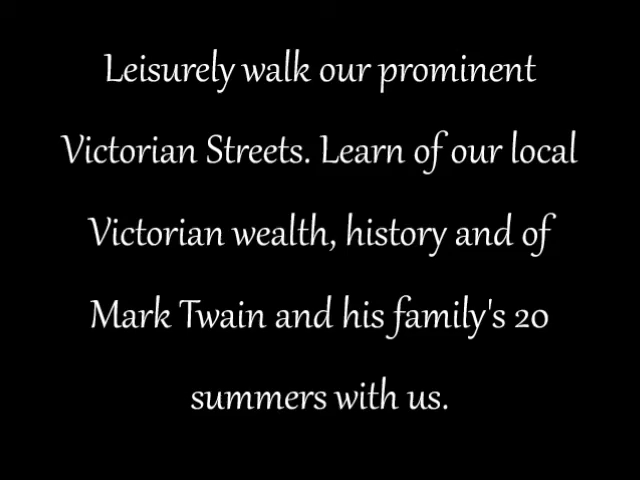 Leisurely walk our prominent
Victorian Streets. Learn of our local
Victorian wealth, history and of
Mark Twain and his family's 20
summers with us.